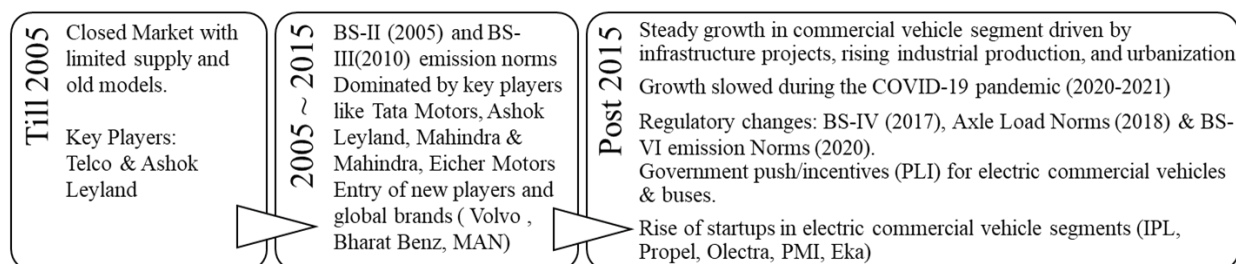 Till 2005
Closed Market with
limited supply and
old models.
Key Players:
Telco & Ashok
Leyland
2005 ~ 2015
BS-II (2005) and BS-
III(2010) emission norms
Dominated by key players
like Tata Motors, Ashok
Leyland, Mahindra &
Mahindra, Eicher Motors
Entry of new players and
global brands ( Volvo ,
Bharat Benz, MAN)
Post 2015
Steady growth in commercial vehicle segment driven by
infrastructure projects, rising industrial production, and urbanization
Growth slowed during the COVID-19 pandemic (2020-2021)
Regulatory changes: BS-IV (2017), Axle Load Norms (2018) & BS-
VI emission Norms (2020).
Government push/incentives (PLI) for electric commercial vehicles
& buses.
Rise of startups in electric commercial vehicle segments (IPL,
Propel, Olectra, PMI, Eka)